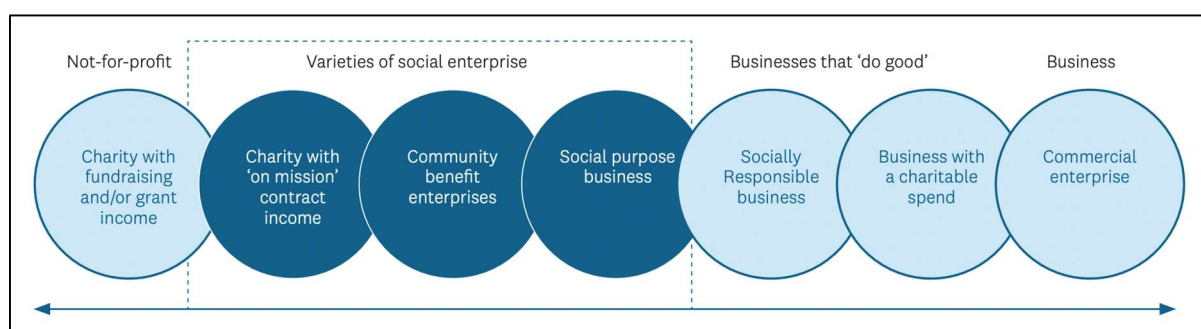 Not-for-profit
Varieties of social enterprise
Businesses that ‘do good’
Business
Charity with
fundraising
and/or grant
income
Charity with
‘on mission’
contract
income
Community
benefit
enterprises
Social purpose
business
Socially
Responsible
business
Business with
a charitable
spend
Commercial
enterprise